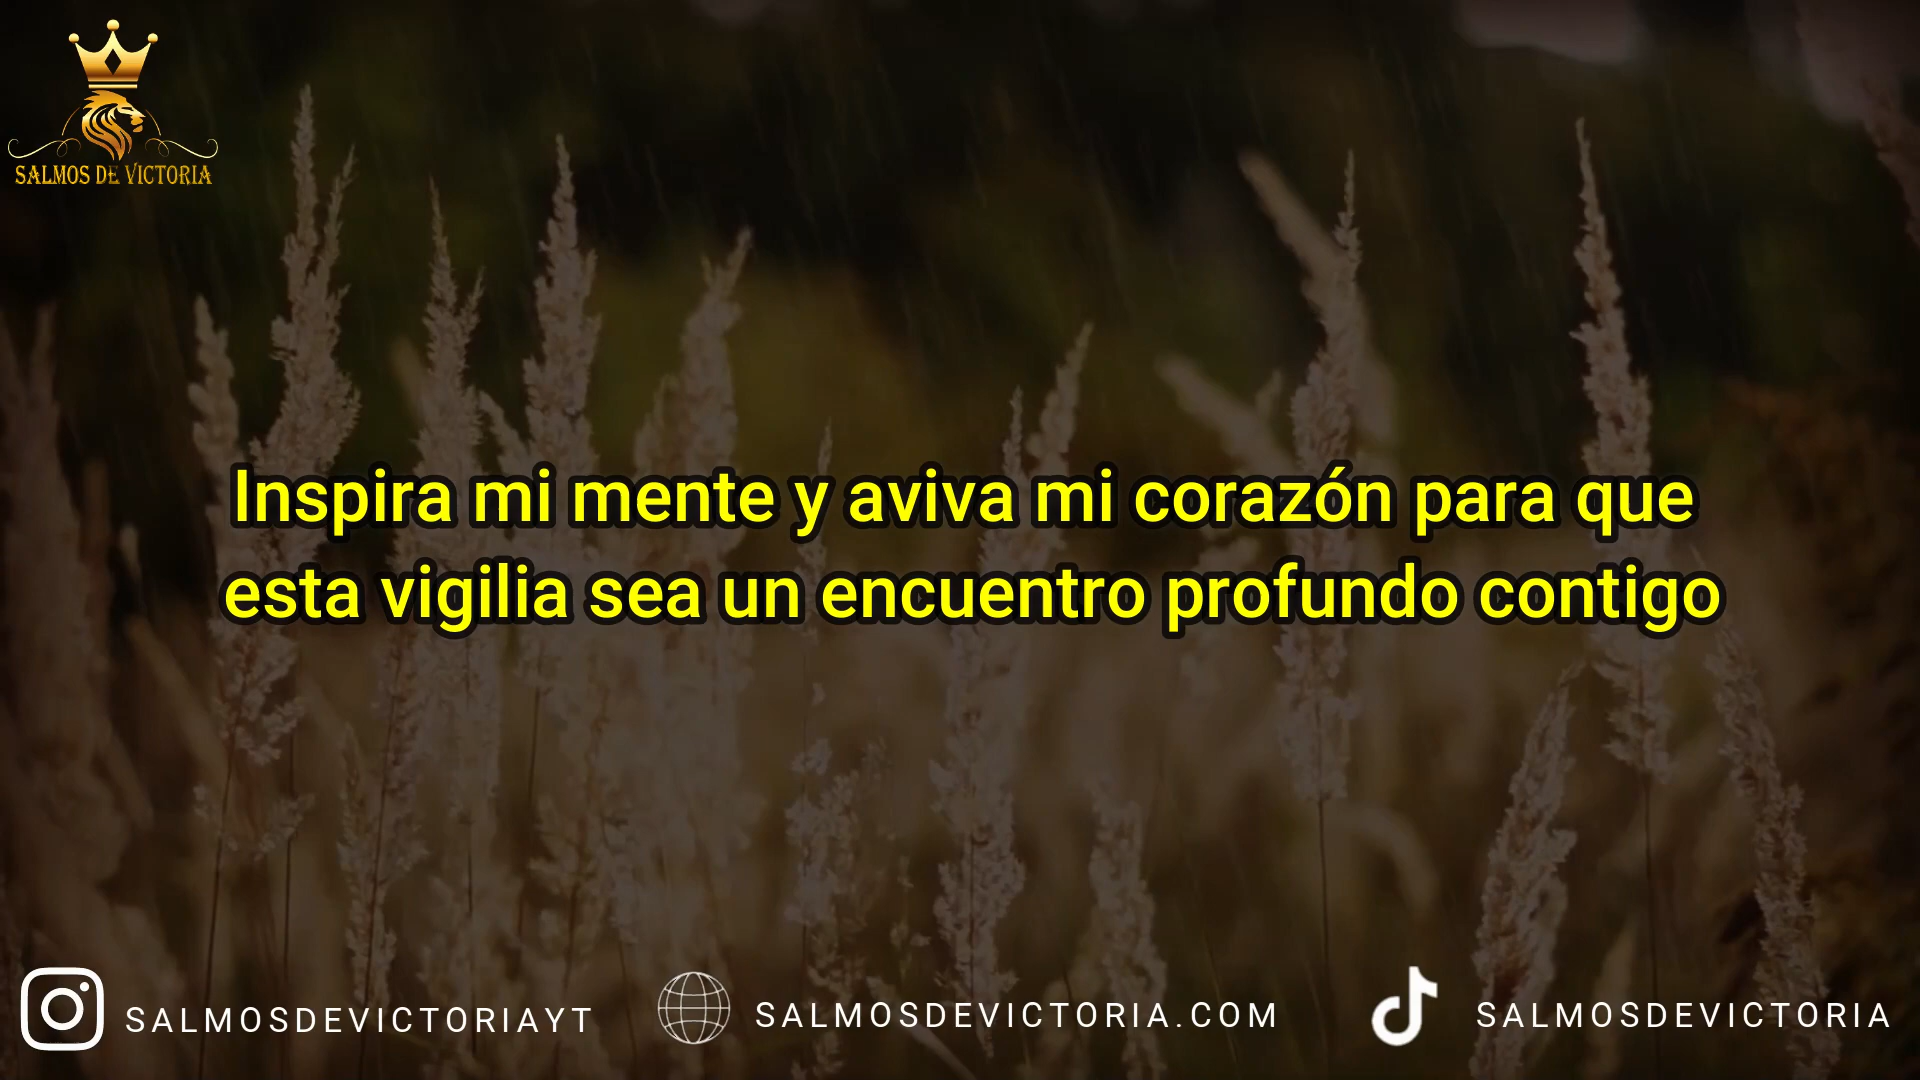 SALMOS DE VICTORIA
Inspira mi mente y aviva mi corazón para que
esta vigilia sea un encuentro profundo contigo
SALMOSDEVICTORIAYT
SALMOSDEVICTORIA.COM
SALMOSDEVICTORIA